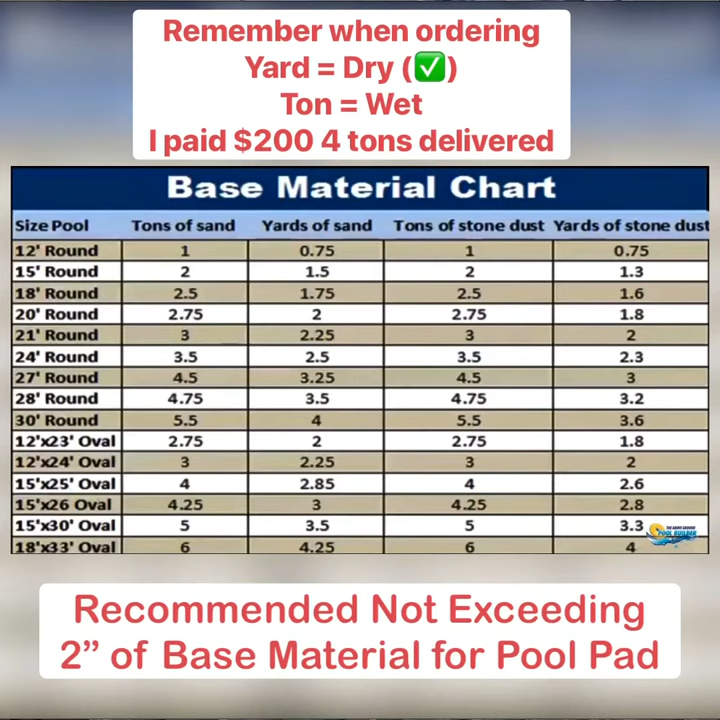 Remember when ordering
Yard = Dry (✅)
Ton = Wet
I paid $200 4 tons delivered
Base Material Chart
Size Pool Tons of sand Yards of sand Tons of stone dust Yards of stone dust
12' Round 1 0.75 1 0.75
15' Round 2 1.5 2 1.3
18' Round 2.5 1.75 2.5 1.6
20' Round 2.75 2 2.75 1.8
21' Round 3 2.25 3 2
24' Round 3.5 2.5 3.5 2.3
27' Round 4.5 3.25 4.5 3
28' Round 4.75 3.5 4.75 3.2
30' Round 5.5 4 5.5 3.6
12'x23' Oval 2.75 2 2.75 1.8
12'x24' Oval 3 2.25 3 2
15'x25' Oval 4 2.85 4 2.6
15'x26 Oval 4.25 3 4.25 2.8
15'x30' Oval 5 3.5 5 3.3
THE ABOVE GROUND
POOL BUILDER
18'x33' Oval 6 4.25 6 4
Recommended Not Exceeding
2” of Base Material for Pool Pad